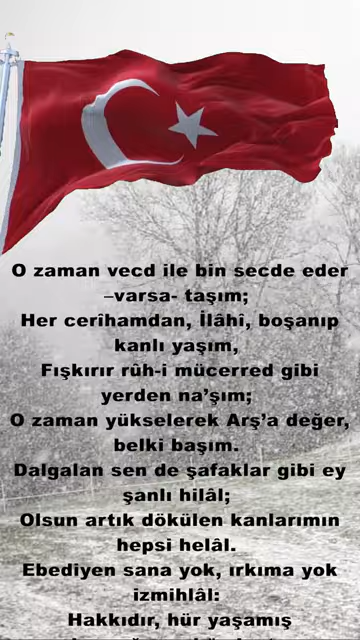 O zaman vecd ile bin secde eder
–varsa- taşım;
Her cerîhamdan, İlâhî, boşanıp
kanlı yaşım,
Fışkırır rûh-i mücerred gibi
yerden na’şım;
O zaman yükselerek Arş’a değer,
belki başım.
Dalgalan sen de şafaklar gibi ey
şanlı hilâl;
Olsun artık dökülen kanlarımın
hepsi helâl.
Ebediyen sana yok, ırkıma yok
izmihlâl:
Hakkıdır, hür yaşamış